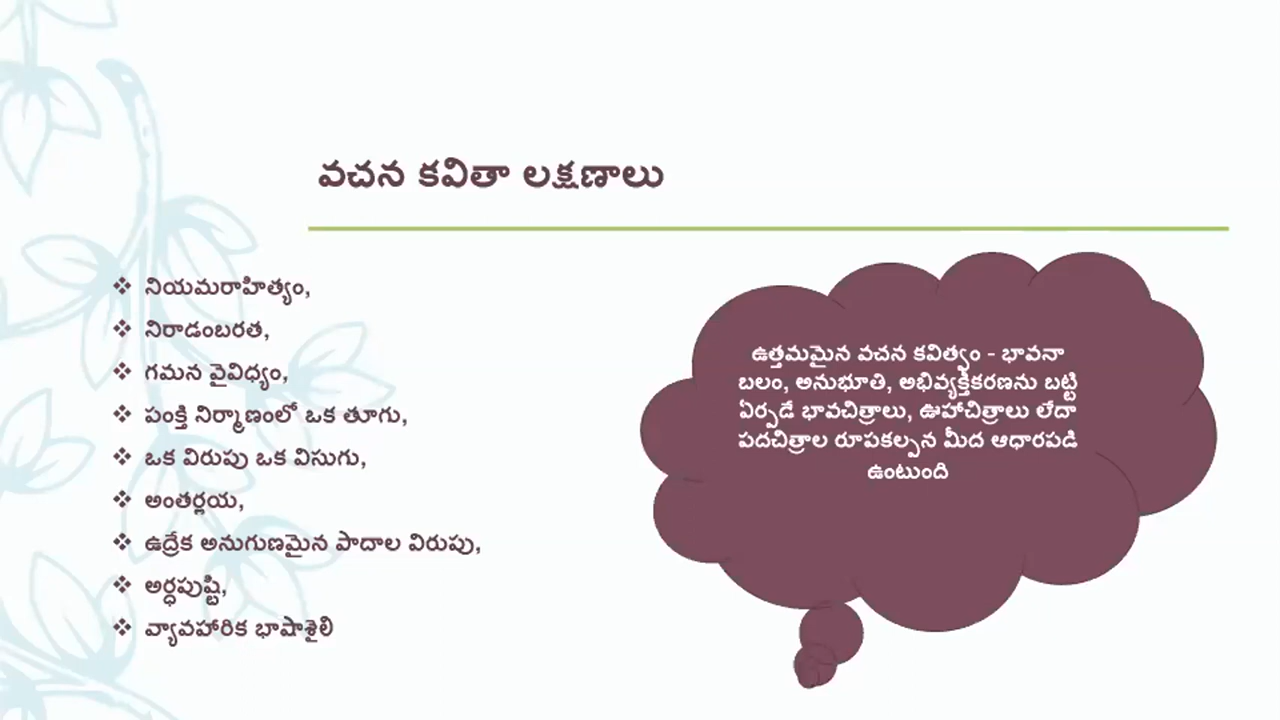 వచన కవితా లక్షణాలు
❖ నియమరాహిత్యం,
❖ నిరాడంబరత,
❖ గమన వైవిధ్యం,
❖ పంక్తి నిర్మాణంలో ఒక తూగు,
❖ ఒక విరుపు ఒక విసుగు,
❖ అంతర్లయ,
❖ ఉద్రేక అనుగుణమైన పాదాల విరుపు,
❖ అర్ధపుష్టి,
❖ వ్యావహారిక భాషాశైలి
ఉత్తమమైన వచన కవిత్వం - భావనా
బలం, అనుభూతి, అభివ్యక్తీకరణను బట్టి
ఏర్పడే భావచిత్రాలు, ఊహాచిత్రాలు లేదా
పదచిత్రాల రూపకల్పన మీద ఆధారపడి
ఉంటుంది